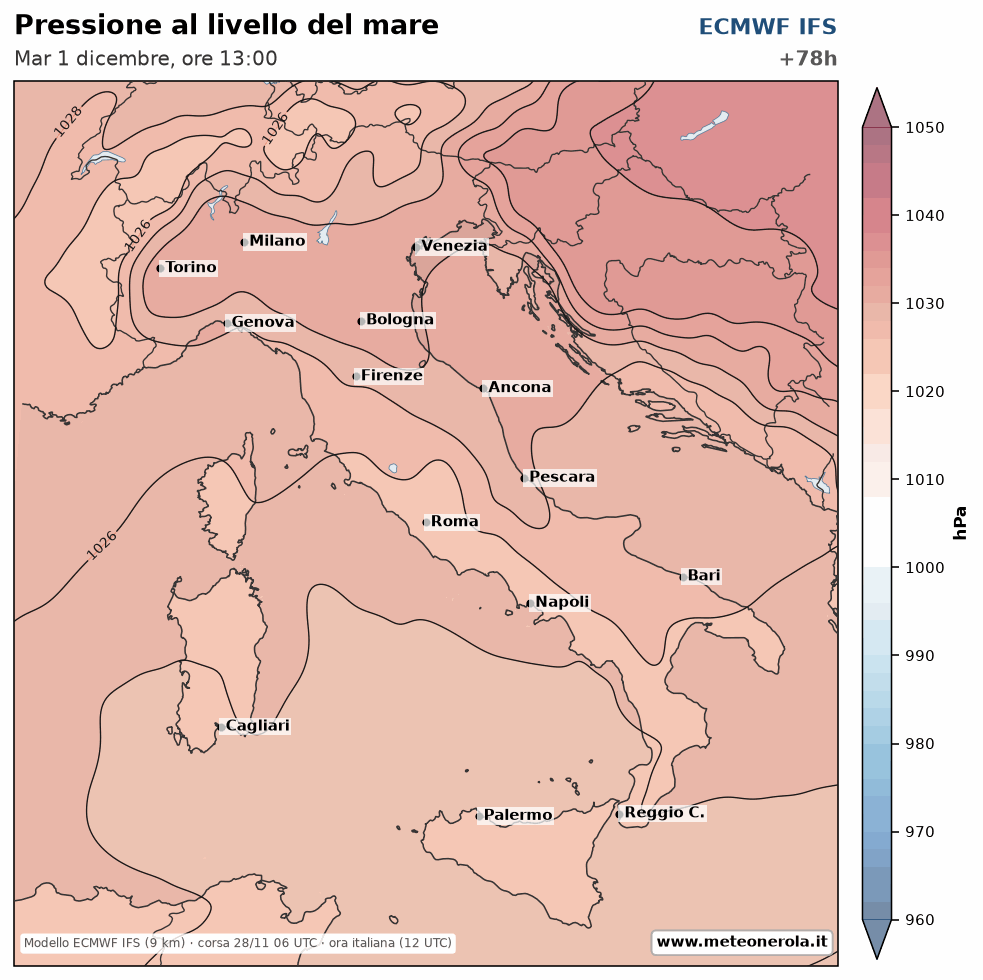 Pressione al livello del mare
ECMWF IFS
Mar 1 dicembre, ore 13:00
+78h
1028
1026
1026
Milano
Venezia
Torino
Genova
Bologna
Firenze
Ancona
Pescara
Roma
1026
Bari
Napoli
Cagliari
Palermo
Reggio C.
1050
1040
1030
1020
1010
1000
990
980
970
960
hPa
Modello ECMWF IFS (9 km) · corsa 28/11 06 UTC · ora italiana (12 UTC)
www.meteonerola.it